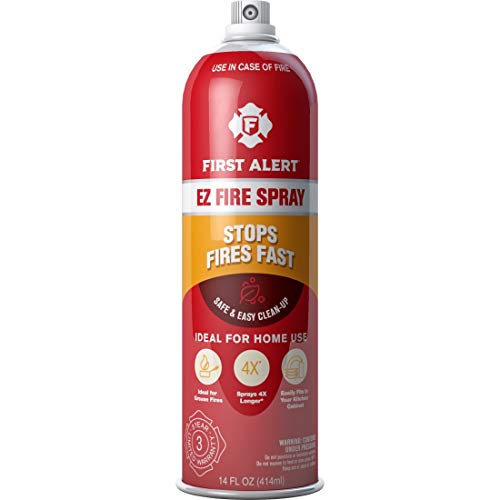 USE IN CASE OF FIRE
F
FIRST ALERT
EZ FIRE SPRAY
STOPS
FIRES FAST
SAFE & EASY CLEAN-UP
IDEAL FOR HOME USE
Ideal for
Grease Fires
4X*
Sprays 4X
Longer*
Easily Fits in
Your Kitchen
Cabinet
3 YEAR
LIMITED WARRANTY
3
WARNING:
UNDER PRESSURE.
14 FL OZ (414ml)